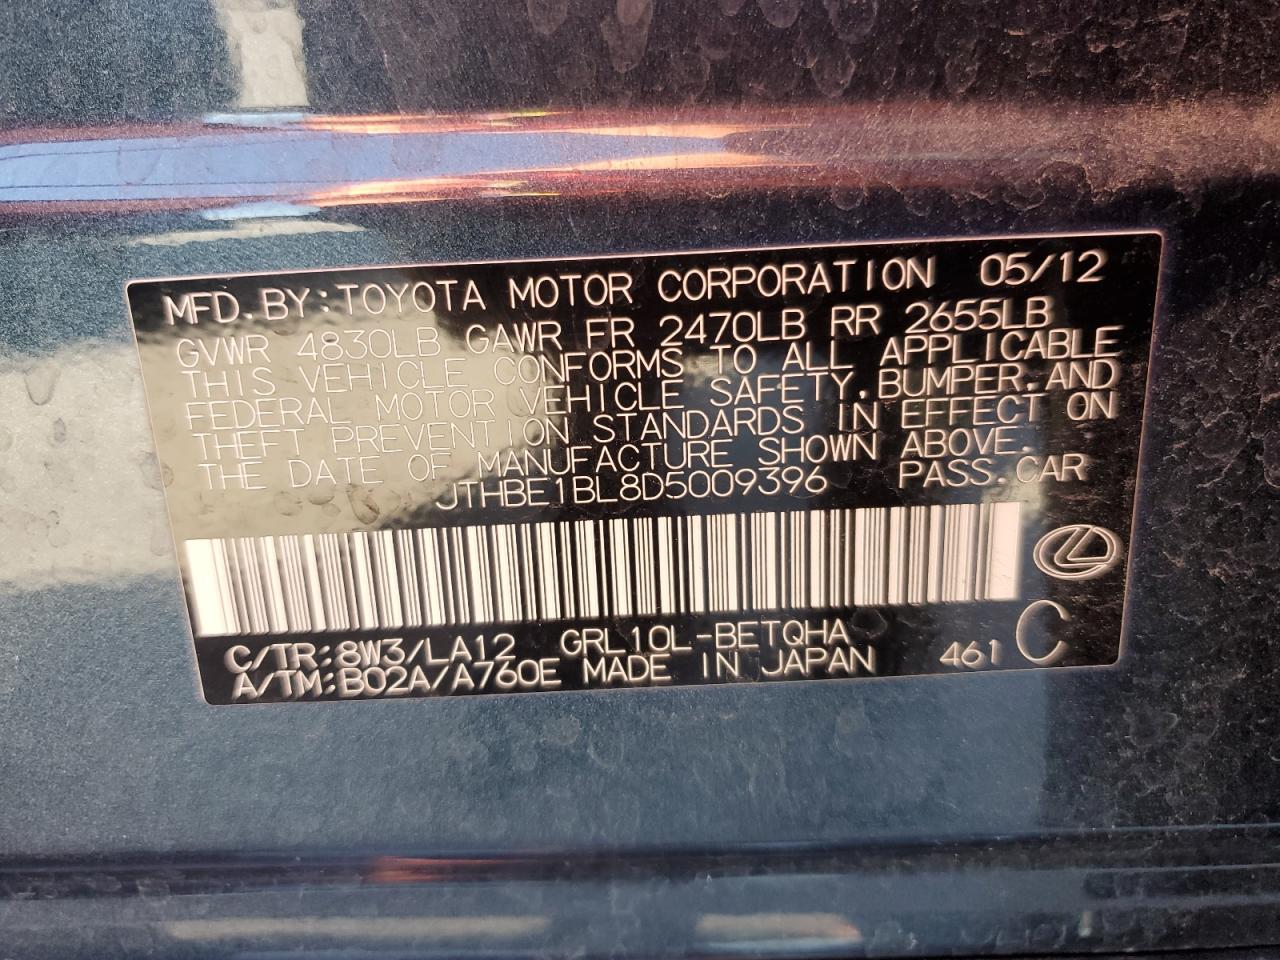 MFD.BY:TOYOTA MOTOR CORPORATION 05/12
GVWR 4830LB GAWR FR 2470LB RR 2655LB
THIS VEHICLE CONFORMS TO ALL APPLICABLE
FEDERAL MOTOR VEHICLE SAFETY,BUMPER,AND
THEFT PREVENTION STANDARDS IN EFFECT ON
THE DATE OF MANUFACTURE SHOWN ABOVE.
JTHBE1BL8D5009396 PASS.CAR
C/TR:8W3/LA12 GRL10L-BETQHA
A/TM:B02A/A760E MADE IN JAPAN 461 C